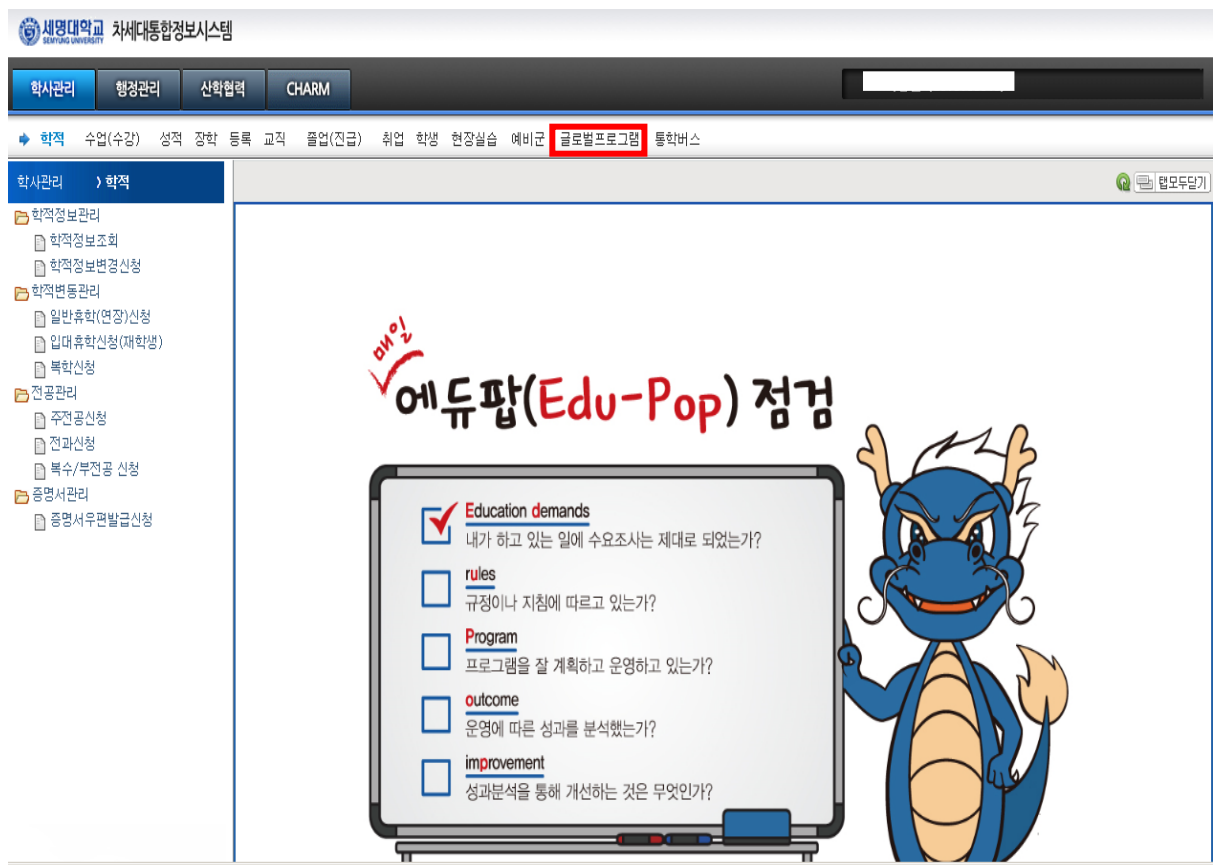 세명대학교 차세대통합정보시스템
SEMYUNG UNIVERSITY
학사관리 행정관리 산학협력 CHARM
학적 수업(수강) 성적 장학 등록 교직 졸업(진급) 취업 학생 현장실습 예비군 글로벌프로그램 통학버스
학사관리 > 학적
탭모두닫기
학적정보관리
학적정보조회
학적정보변경신청
학적변동관리
일반휴학(연장)신청
입대휴학신청(재학생)
복학신청
전공관리
주전공신청
전과신청
복수/부전공 신청
증명서관리
증명서우편발급신청
매일
에듀팝(Edu-Pop) 점검
Education demands
내가 하고 있는 일에 수요조사는 제대로 되었는가?
rules
규정이나 지침에 따르고 있는가?
Program
프로그램을 잘 계획하고 운영하고 있는가?
outcome
운영에 따른 성과를 분석했는가?
improvement
성과분석을 통해 개선하는 것은 무엇인가?